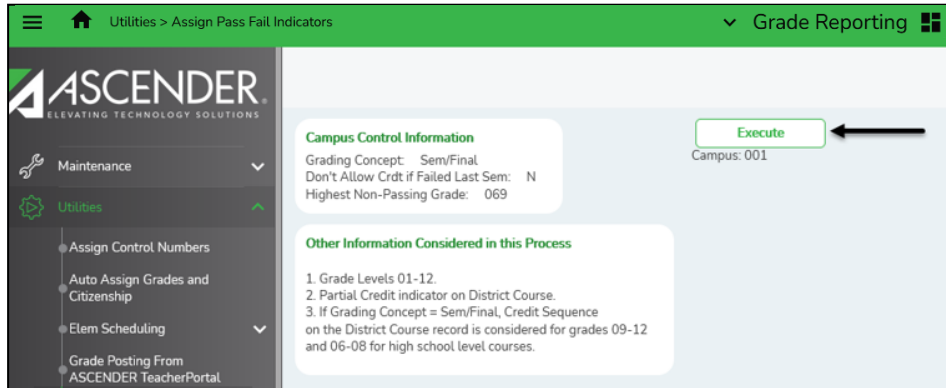 Utilities > Assign Pass Fail Indicators
Grade Reporting
ASCENDER®
ELEVATING TECHNOLOGY SOLUTIONS
Maintenance
Utilities
Assign Control Numbers
Auto Assign Grades and
Citizenship
Elem Scheduling
Grade Posting From
ASCENDER TeacherPortal
Campus Control Information
Grading Concept: Sem/Final
Don't Allow Crdt if Failed Last Sem: N
Highest Non-Passing Grade: 069
Execute
Campus: 001
Other Information Considered in this Process
1. Grade Levels 01-12.
2. Partial Credit indicator on District Course.
3. If Grading Concept = Sem/Final, Credit Sequence
on the District Course record is considered for grades 09-12
and 06-08 for high school level courses.